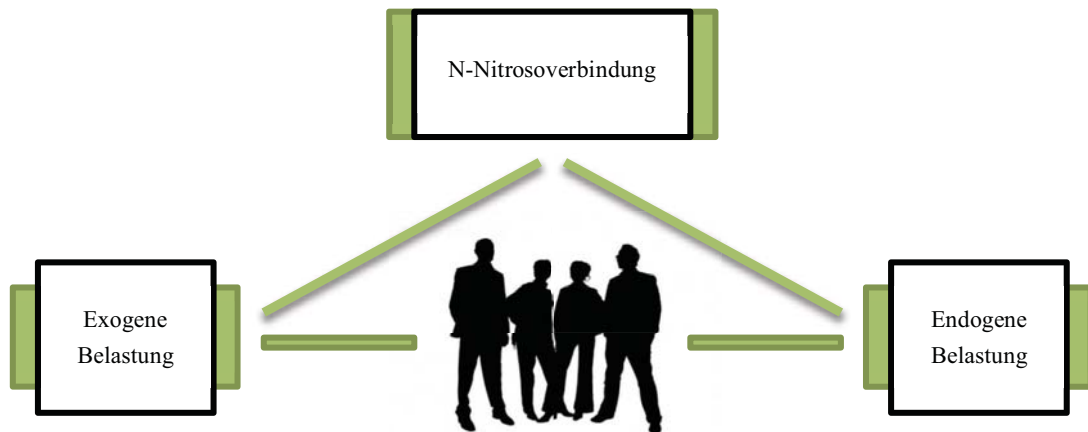 N-Nitrosoverbindung
Exogene
Belastung
Endogene
Belastung